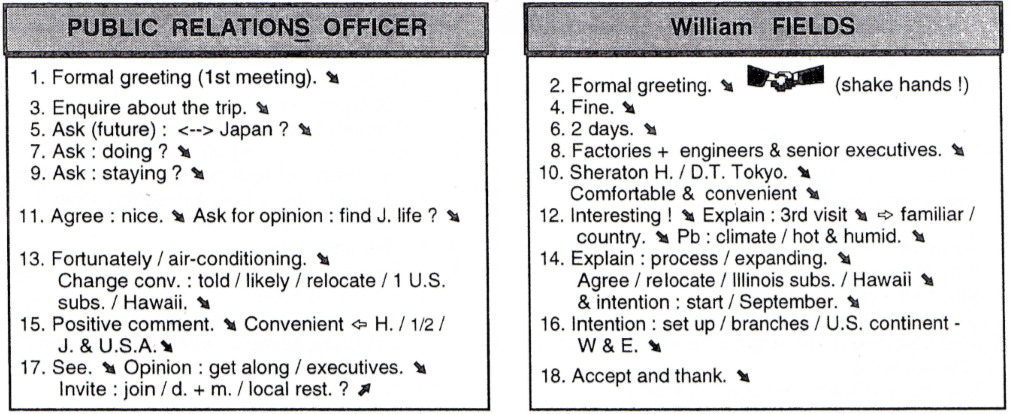 PUBLIC RELATIONS OFFICER
1. Formal greeting (1st meeting). ⬊
3. Enquire about the trip. ⬊
5. Ask (future) : <--> Japan ? ⬊
7. Ask : doing ? ⬊
9. Ask : staying ? ⬊
11. Agree : nice. ⬊ Ask for opinion : find J. life ? ⬊
13. Fortunately / air-conditioning. ⬊
Change conv. : told / likely / relocate / 1 U.S.
subs. / Hawaii. ⬊
15. Positive comment. ⬊ Convenient ⇦ H. / 1/2 /
J. & U.S.A. ⬊
17. See. ⬊ Opinion : get along / executives. ⬊
Invite : join / d. + m. / local rest. ? ⬈
William FIELDS
2. Formal greeting. ⬊ (shake hands !)
4. Fine. ⬊
6. 2 days. ⬊
8. Factories + engineers & senior executives. ⬊
10. Sheraton H. / D.T. Tokyo. ⬊
Comfortable & convenient ⬊
12. Interesting ! ⬊ Explain : 3rd visit ⬊ ⇨ familiar /
country. ⬊ Pb : climate / hot & humid. ⬊
14. Explain : process / expanding. ⬊
Agree / relocate / Illinois subs. / Hawaii ⬊
& intention : start / September. ⬊
16. Intention : set up / branches / U.S. continent -
W & E. ⬊
18. Accept and thank. ⬊